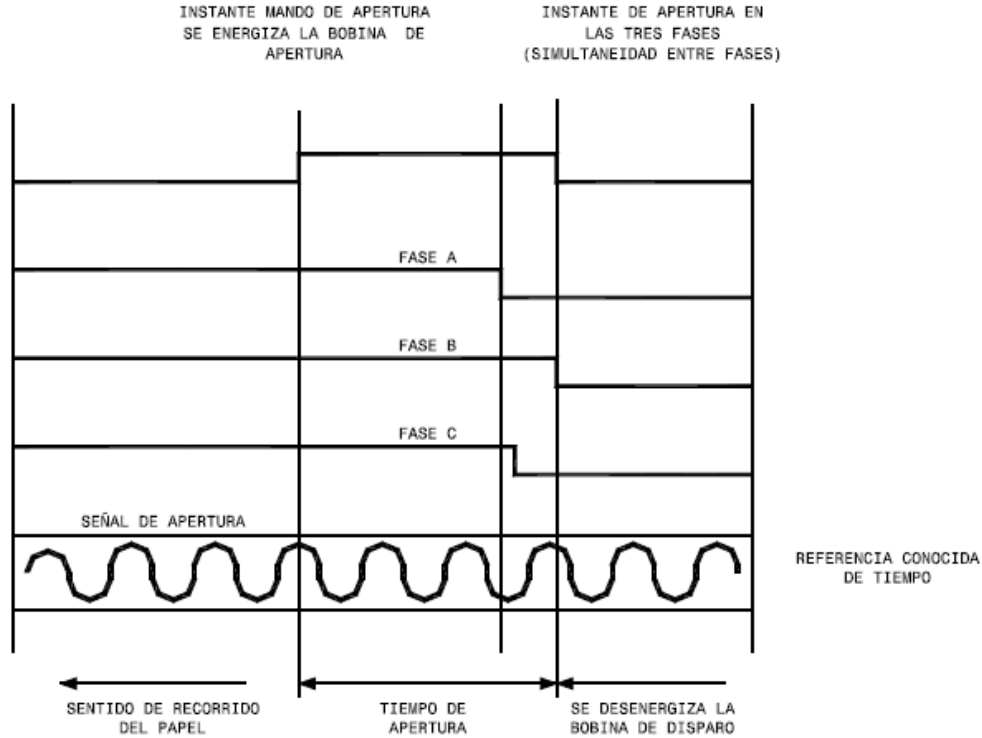 INSTANTE MANDO DE APERTURA
SE ENERGIZA LA BOBINA DE
APERTURA
INSTANTE DE APERTURA EN
LAS TRES FASES
(SIMULTANEIDAD ENTRE FASES)
FASE A
FASE B
FASE C
SEÑAL DE APERTURA
REFERENCIA CONOCIDA
DE TIEMPO
SENTIDO DE RECORRIDO
DEL PAPEL
TIEMPO DE
APERTURA
SE DESENERGIZA LA
BOBINA DE DISPARO